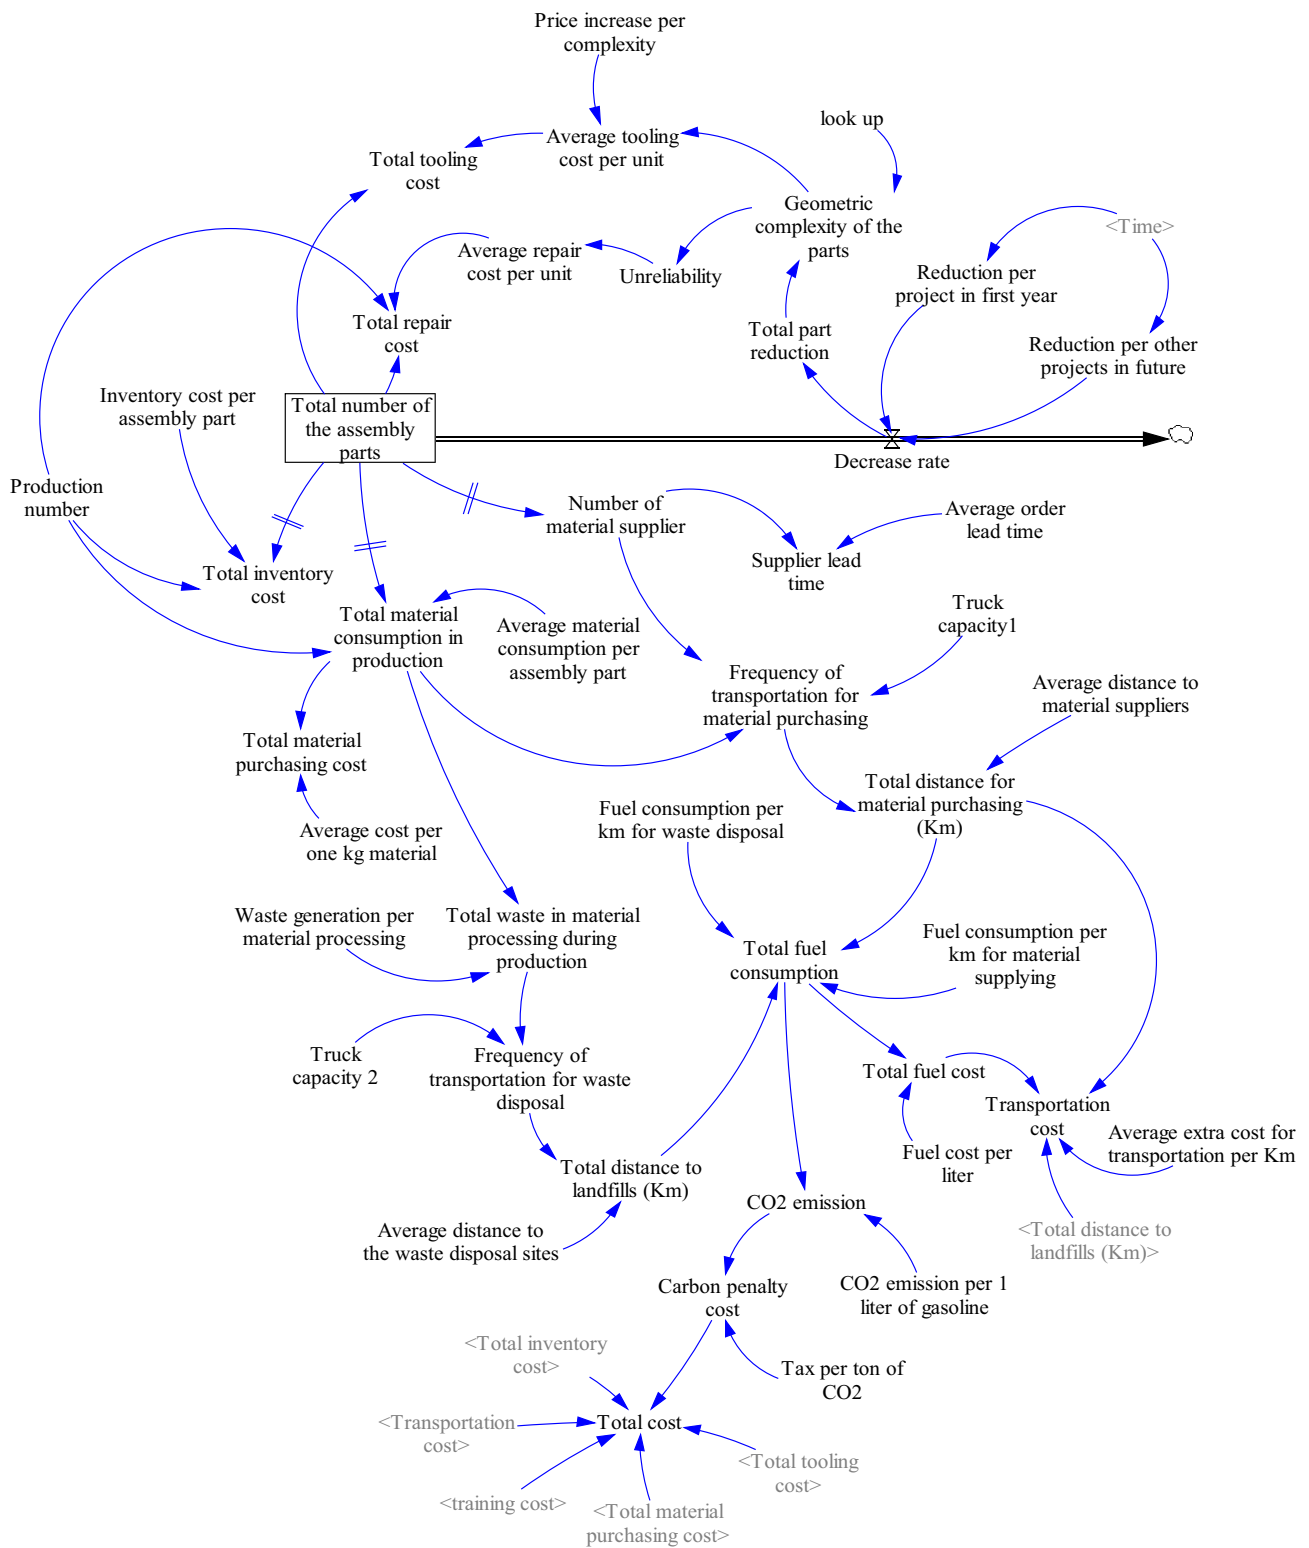 Price increase per
complexity
look up
Average tooling
cost per unit
Total tooling
cost
Geometric
complexity of the
parts
<Time>
Average repair
cost per unit
Unreliability
Reduction per
project in first year
Total repair
cost
Total part
reduction
Reduction per other
projects in future
Inventory cost per
assembly part
Total number of
the assembly
parts
Decrease rate
Production
number
Number of
material supplier
Average order
lead time
Supplier lead
time
Total inventory
cost
Total material
consumption in
production
Average material
consumption per
assembly part
Truck
capacity1
Frequency of
transportation for
material purchasing
Average distance to
material suppliers
Total material
purchasing cost
Total distance for
material purchasing
(Km)
Fuel consumption per
km for waste disposal
Average cost per
one kg material
Waste generation per
material processing
Total waste in material
processing during
production
Total fuel
consumption
Fuel consumption per
km for material
supplying
Truck
capacity 2
Frequency of
transportation for waste
disposal
Total fuel cost
Transportation
cost
Average extra cost for
transportation per Km
Fuel cost per
liter
Total distance to
landfills (Km)
CO2 emission
Average distance to
the waste disposal sites
<Total distance to
landfills (Km)>
Carbon penalty
cost
CO2 emission per 1
liter of gasoline
<Total inventory
cost>
Tax per ton of
CO2
<Transportation
cost>
Total cost
<Total tooling
cost>
<training cost>
<Total material
purchasing cost>